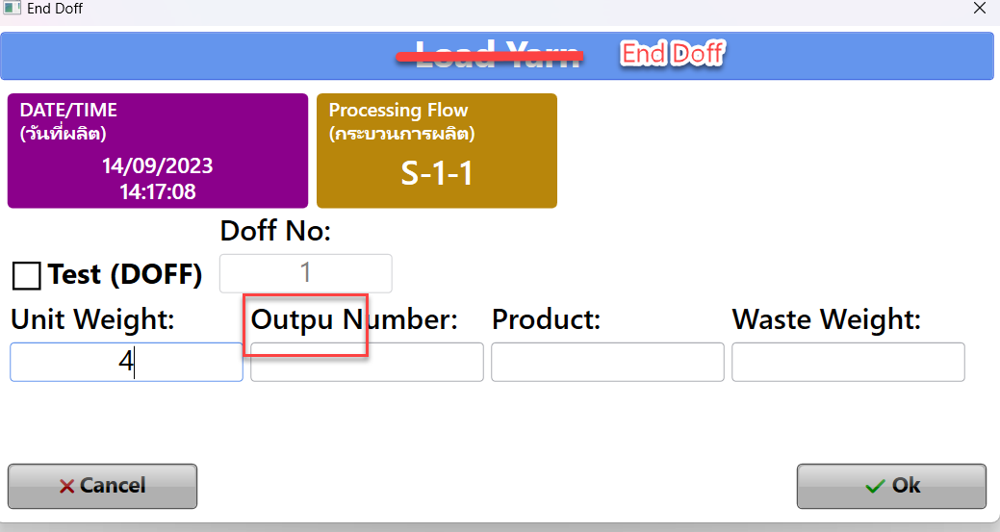 End Doff
Load Yarn End Doff
DATE/TIME
(วันที่ผลิต)
14/09/2023
14:17:08
Processing Flow
(กระบวนการผลิต)
S-1-1
Doff No:
Test (DOFF) 1
Unit Weight: Outpu Number: Product: Waste Weight:
4
Cancel Ok